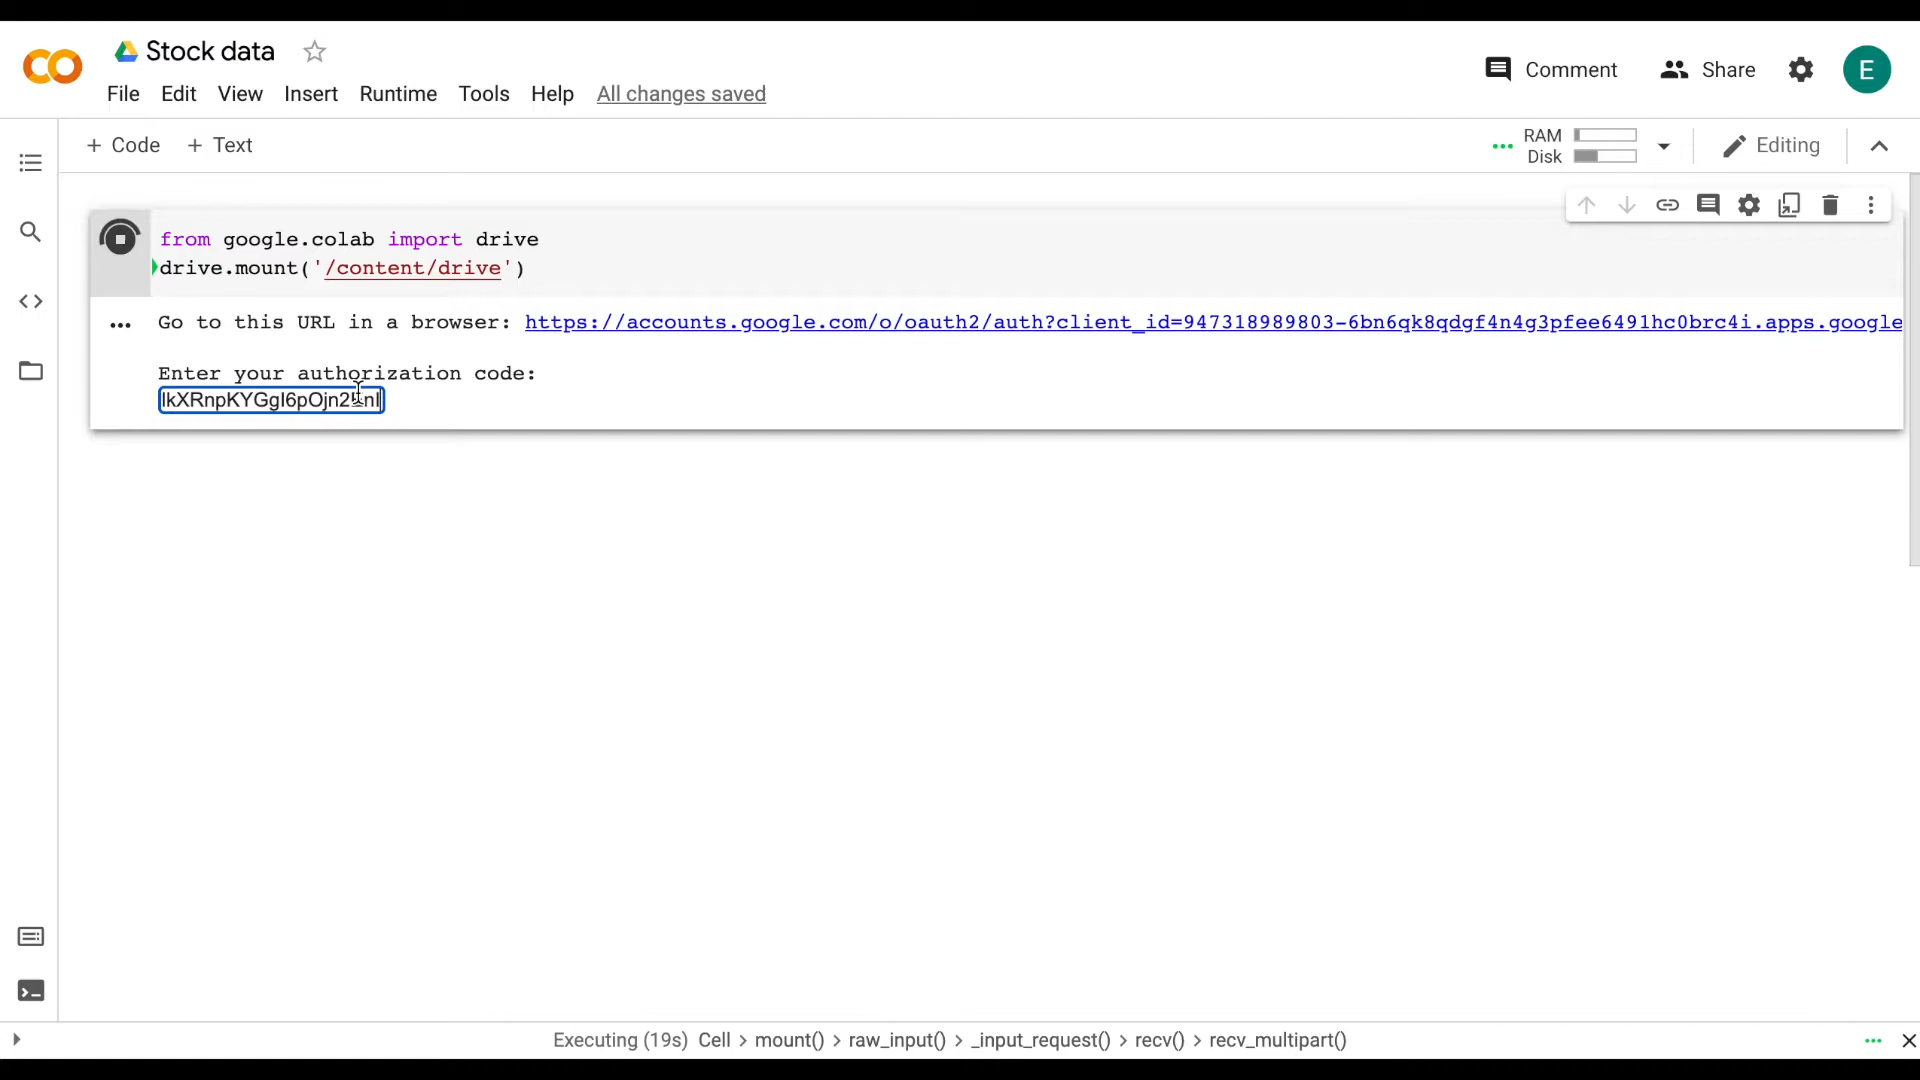 Stock data
File Edit View Insert Runtime Tools Help All changes saved
Comment
Share
E
+ Code + Text
RAM
Disk
Editing
from google.colab import drive
drive.mount('/content/drive')
Go to this URL in a browser: https://accounts.google.com/o/oauth2/auth?client_id=947318989803-6bn6qk8qdgf4n4g3pfee6491hc0brc4i.apps.google
Enter your authorization code:
Executing (19s) Cell > mount() > raw_input() > _input_request() > recv() > recv_multipart()